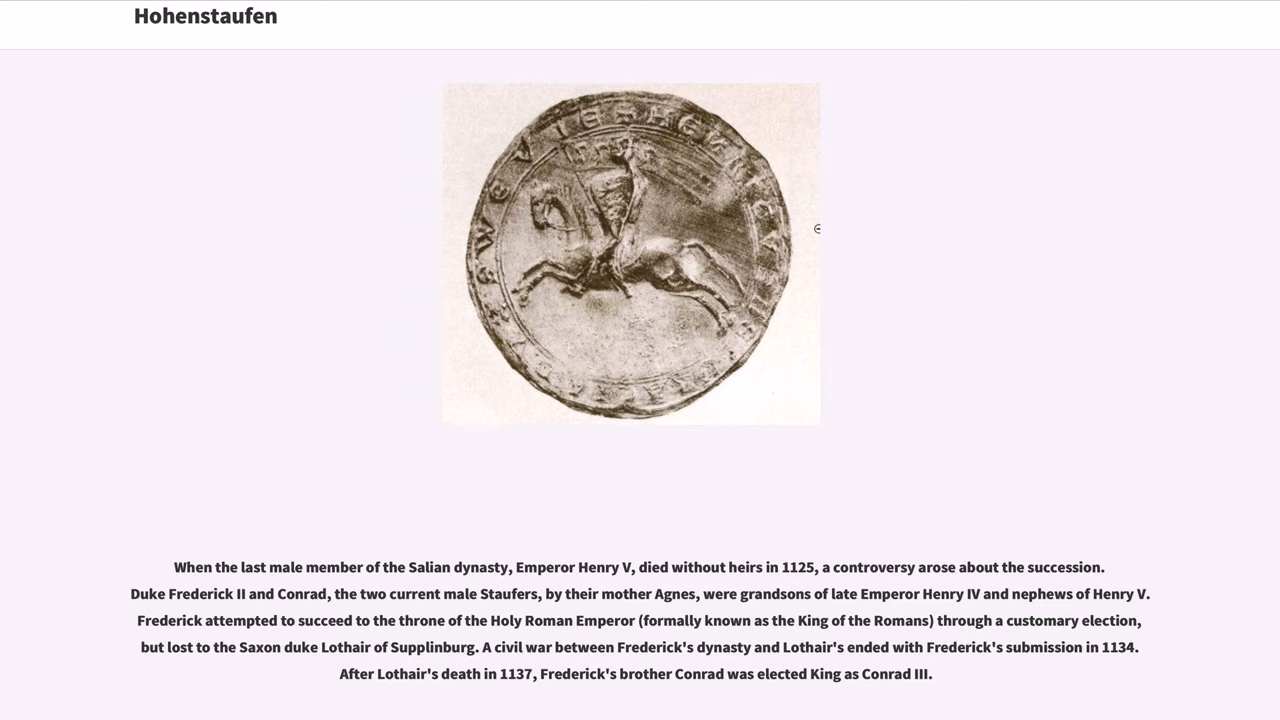 Hohenstaufen
When the last male member of the Salian dynasty, Emperor Henry V, died without heirs in 1125, a controversy arose about the succession.
Duke Frederick II and Conrad, the two current male Staufers, by their mother Agnes, were grandsons of late Emperor Henry IV and nephews of Henry V.
Frederick attempted to succeed to the throne of the Holy Roman Emperor (formally known as the King of the Romans) through a customary election,
but lost to the Saxon duke Lothair of Supplinburg. A civil war between Frederick's dynasty and Lothair's ended with Frederick's submission in 1134.
After Lothair's death in 1137, Frederick's brother Conrad was elected King as Conrad III.